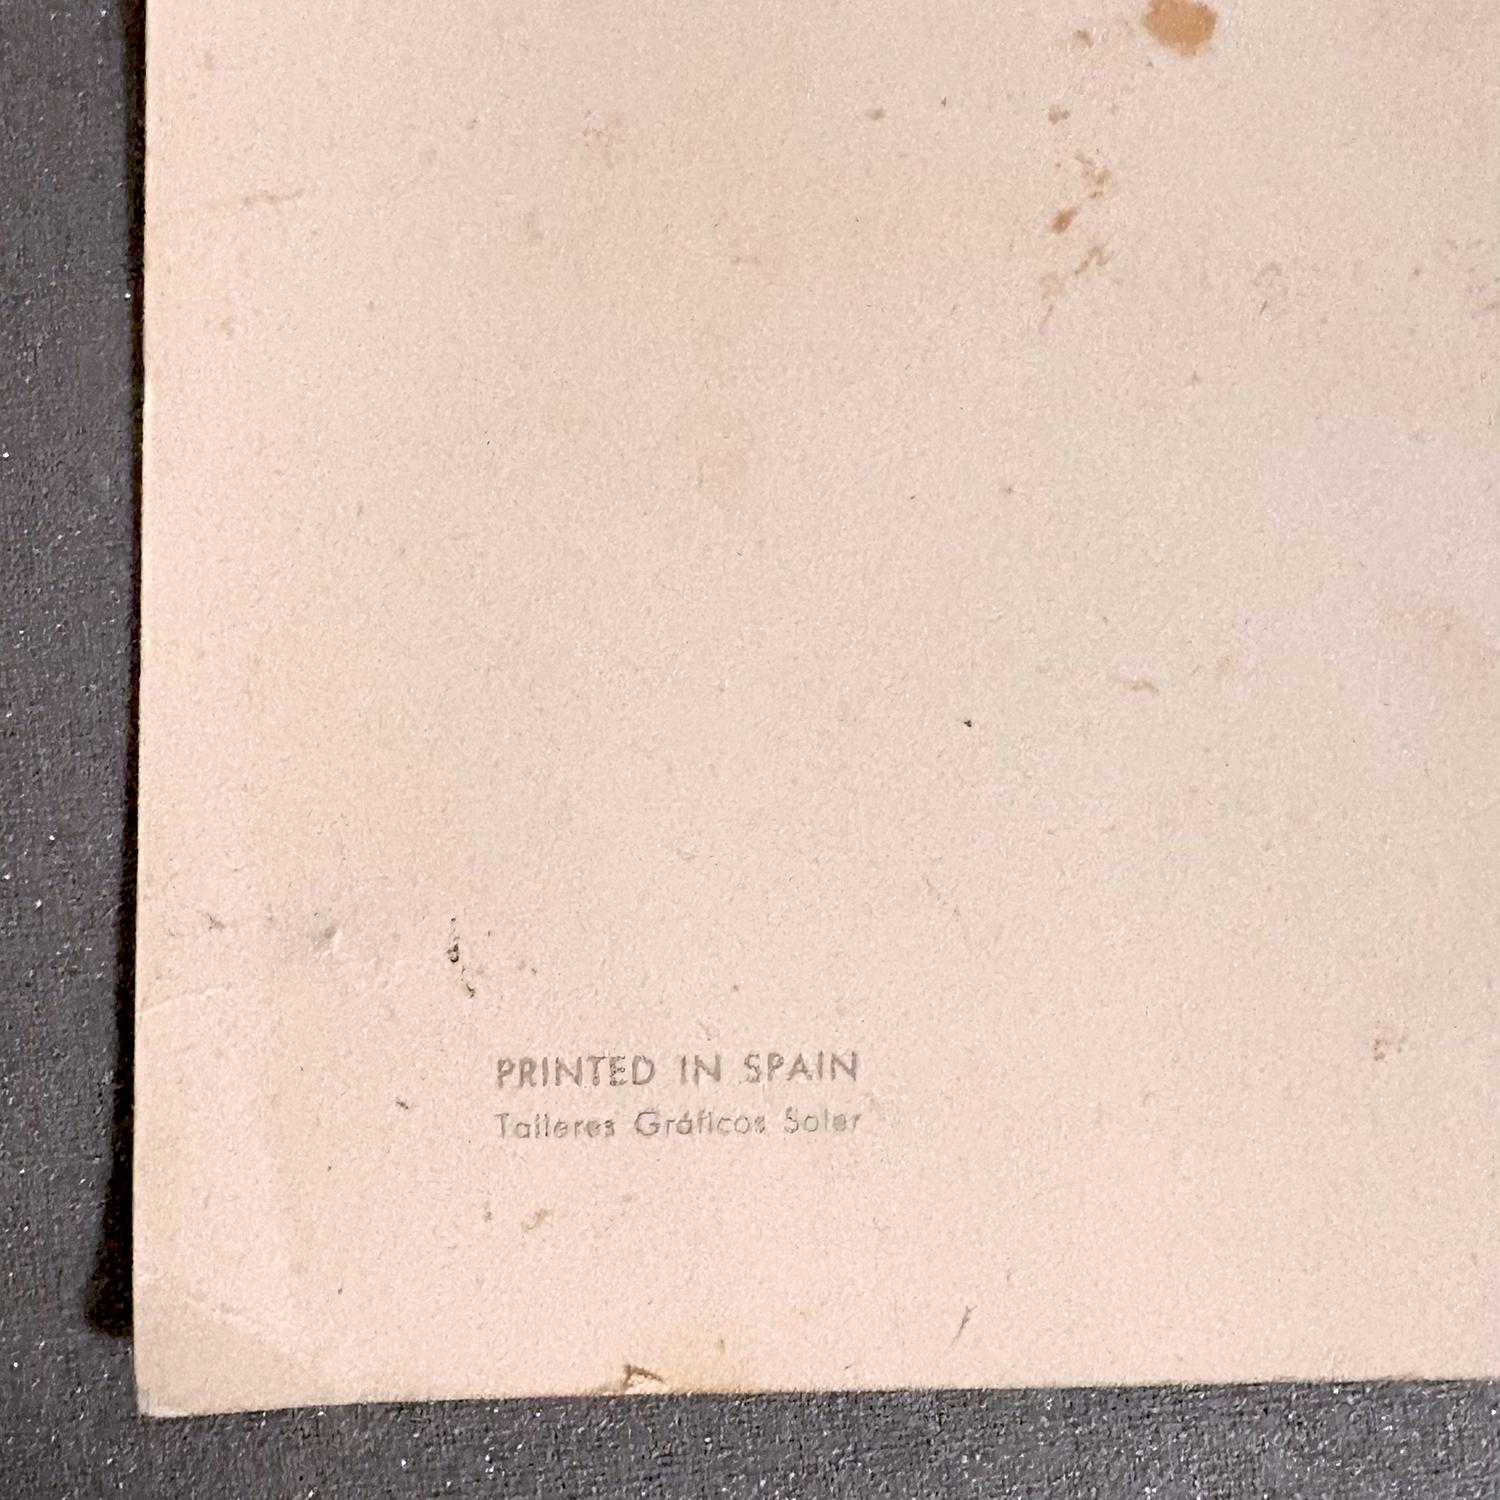 PRINTED IN SPAIN
Talleres Gráficos Soler